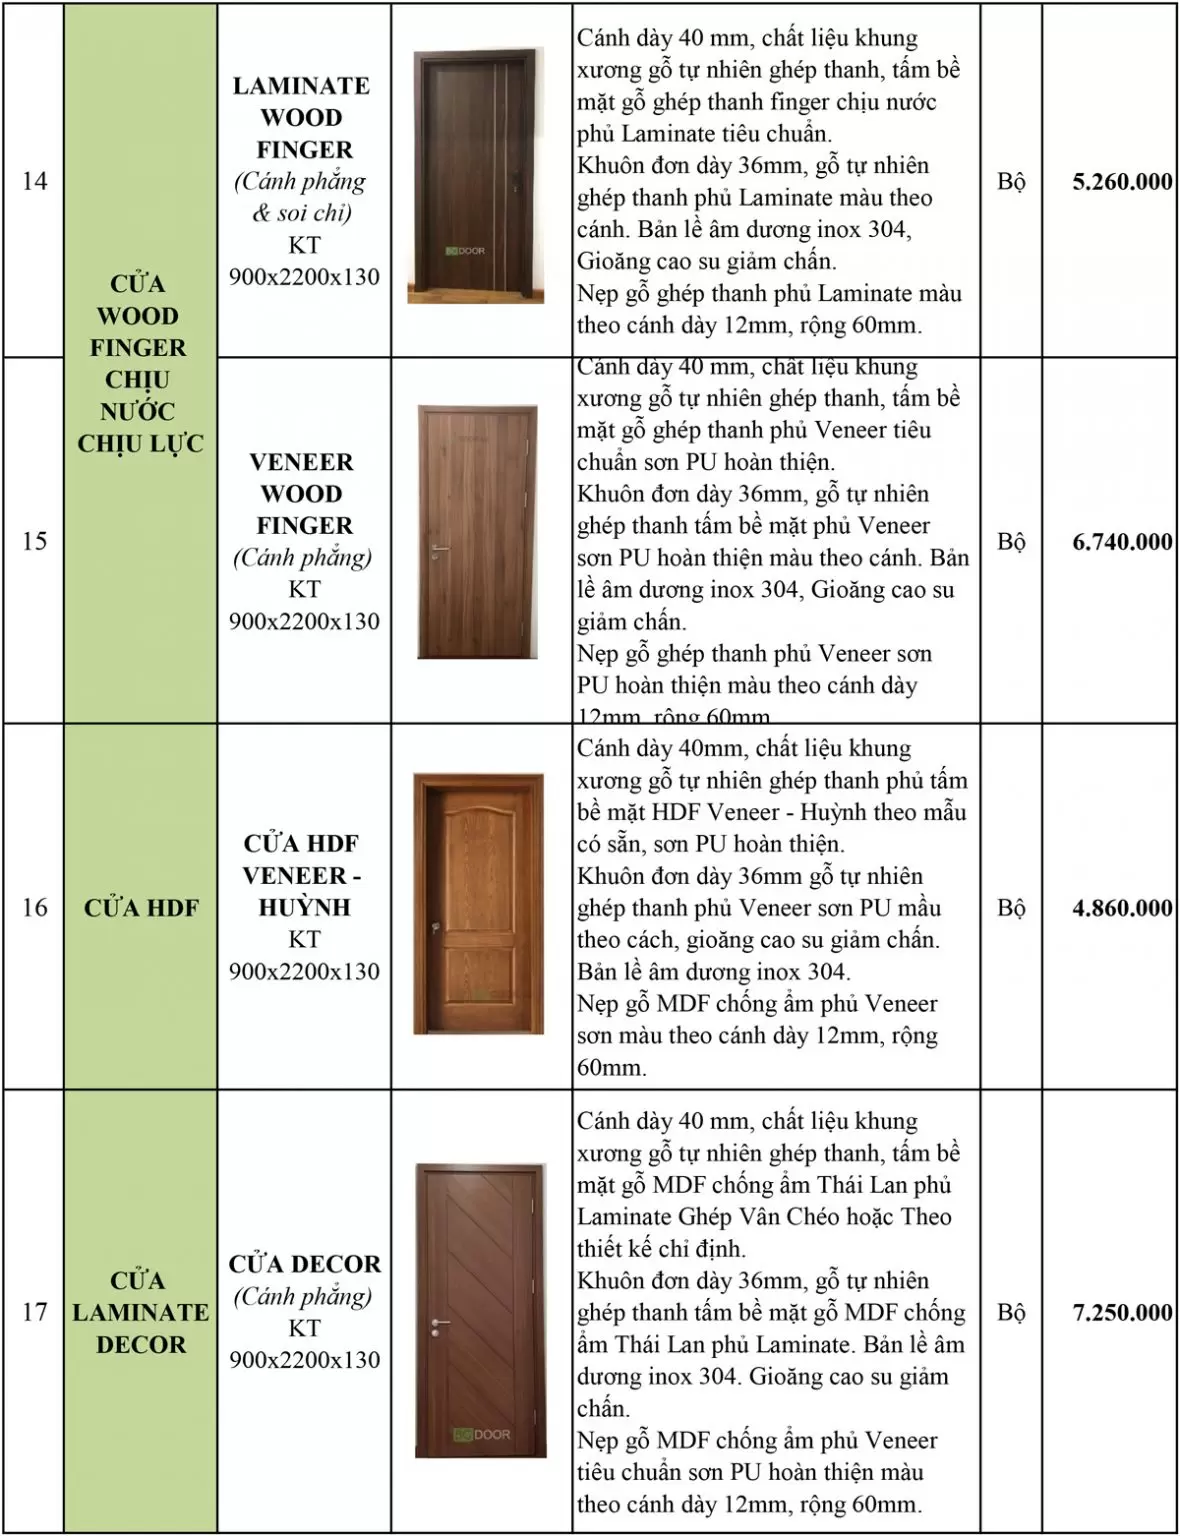 14
CỬA
WOOD
FINGER
CHỊU
NƯỚC
CHỊU LỰC
LAMINATE
WOOD
FINGER
(Cánh phẳng
& soi chỉ)
KT
900x2200x130
BG DOOR
Cánh dày 40 mm, chất liệu khung
xương gỗ tự nhiên ghép thanh, tấm bề
mặt gỗ ghép thanh finger chịu nước
phủ Laminate tiêu chuẩn.
Khuôn đơn dày 36mm, gỗ tự nhiên
ghép thanh phủ Laminate màu theo
cánh. Bản lề âm dương inox 304,
Gioăng cao su giảm chấn.
Nẹp gỗ ghép thanh phủ Laminate màu
theo cánh dày 12mm, rộng 60mm.
Bộ
5.260.000
15
VENEER
WOOD
FINGER
(Cánh phẳng)
KT
900x2200x130
Cánh dày 40 mm, chất liệu khung
xương gỗ tự nhiên ghép thanh, tấm bề
mặt gỗ ghép thanh phủ Veneer tiêu
chuẩn sơn PU hoàn thiện.
Khuôn đơn dày 36mm, gỗ tự nhiên
ghép thanh tấm bề mặt phủ Veneer
sơn PU hoàn thiện màu theo cánh. Bản
lề âm dương inox 304, Gioăng cao su
giảm chấn.
Nẹp gỗ ghép thanh phủ Veneer sơn
PU hoàn thiện màu theo cánh dày
12mm, rộng 60mm
Bộ
6.740.000
16
CỬA HDF
CỬA HDF
VENEER -
HUỲNH
KT
900x2200x130
Cánh dày 40mm, chất liệu khung
xương gỗ tự nhiên ghép thanh phủ tấm
bề mặt HDF Veneer - Huỳnh theo mẫu
có sẵn, sơn PU hoàn thiện.
Khuôn đơn dày 36mm gỗ tự nhiên
ghép thanh phủ Veneer sơn PU mầu
theo cách, gioăng cao su giảm chấn.
Bản lề âm dương inox 304.
Nẹp gỗ MDF chống ẩm phủ Veneer
sơn màu theo cánh dày 12mm, rộng
60mm.
Bộ
4.860.000
17
CỬA
LAMINATE
DECOR
CỬA DECOR
(Cánh phẳng)
KT
900x2200x130
BG DOOR
Cánh dày 40 mm, chất liệu khung
xương gỗ tự nhiên ghép thanh, tấm bề
mặt gỗ MDF chống ẩm Thái Lan phủ
Laminate Ghép Vân Chéo hoặc Theo
thiết kế chỉ định.
Khuôn đơn dày 36mm, gỗ tự nhiên
ghép thanh tấm bề mặt gỗ MDF chống
ẩm Thái Lan phủ Laminate. Bản lề âm
dương inox 304. Gioăng cao su giảm
chấn.
Nẹp gỗ MDF chống ẩm phủ Veneer
tiêu chuẩn sơn PU hoàn thiện màu
theo cánh dày 12mm, rộng 60mm.
Bộ
7.250.000